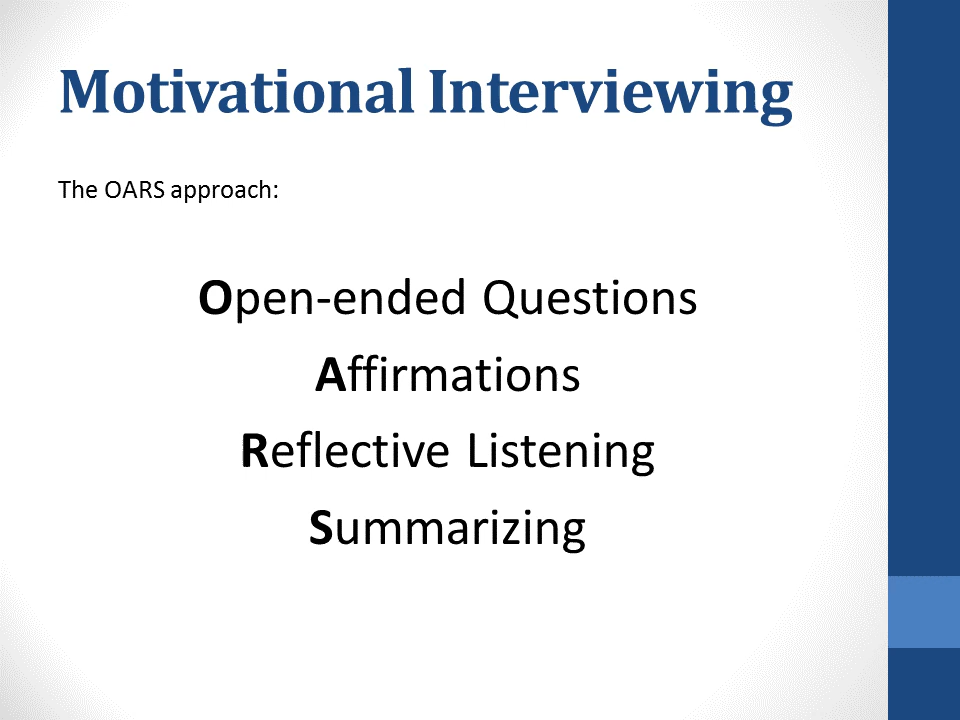 Motivational Interviewing
The OARS approach:
Open-ended Questions
Affirmations
Reflective Listening
Summarizing